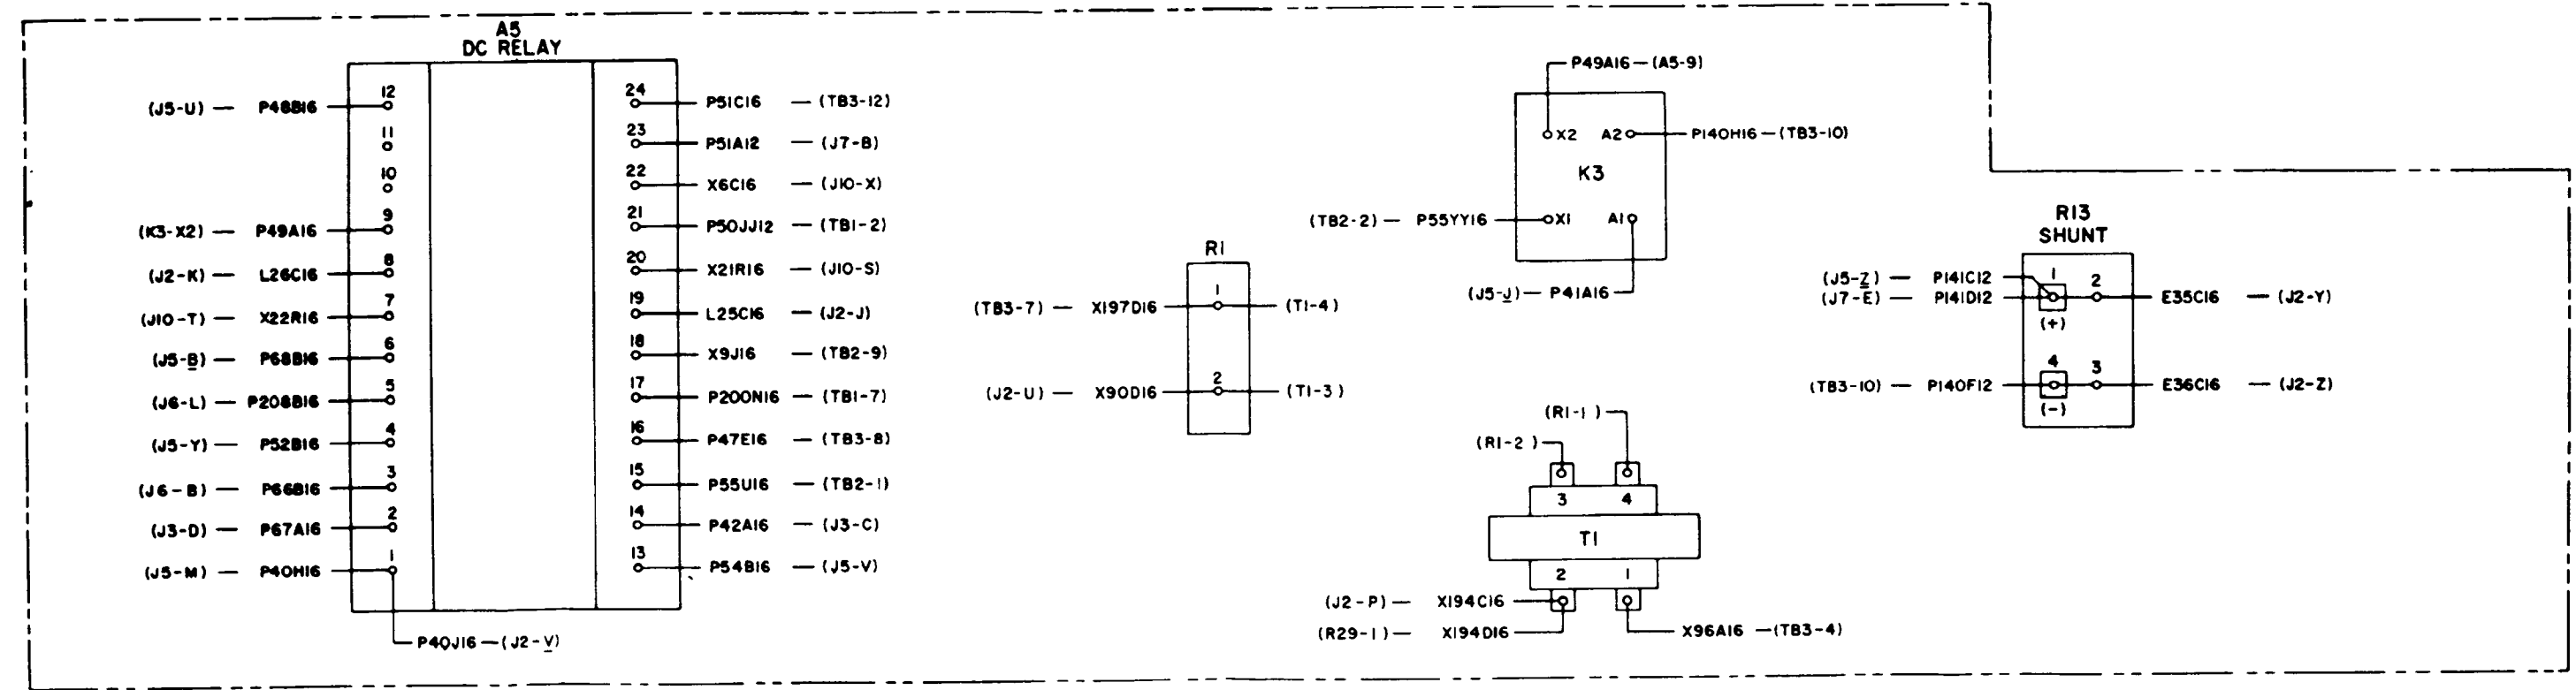 A5
DC RELAY
(J5-U) — P48B16 12
11
10
(K3-X2) — P49A16 9
(J2-K) — L26C16 8
(J10-T) — X22R16 7
(J5-B) — P68B16 6
(J6-L) — P208B16 5
(J5-Y) — P52B16 4
(J6-B) — P66B16 3
(J3-D) — P67A16 2
(J5-M) — P40H16 1
P40J16 — (J2-V)
24 P51C16 — (TB3-12)
23 P51A12 — (J7-B)
22 X6C16 — (J10-X)
21 P50JJ12 — (TB1-2)
20 X21R16 — (J10-S)
19 L25C16 — (J2-J)
18 X9J16 — (TB2-9)
17 P200N16 — (TB1-7)
16 P47E16 — (TB3-8)
15 P55U16 — (TB2-1)
14 P42A16 — (J3-C)
13 P54B16 — (J5-V)
R1
(TB3-7) — X197D16 1 (T1-4)
(J2-U) — X90D16 2 (T1-3)
P49A16 — (A5-9)
X2 A2 P140H16 — (TB3-10)
K3
(TB2-2) — P55YY16 X1 A1
(J5-J) — P41A16
(R1-1)
(R1-2)
3 4
T1
2 1
(J2-P) — X194C16
(R29-1) — X194D16
X96A16 — (TB3-4)
R13
SHUNT
(J5-Z) — P141C12 1 2
(J7-E) — P141D12 E35C16 — (J2-Y)
(+)
4 3
(TB3-10) — P140F12 E36C16 — (J2-Z)
(-)